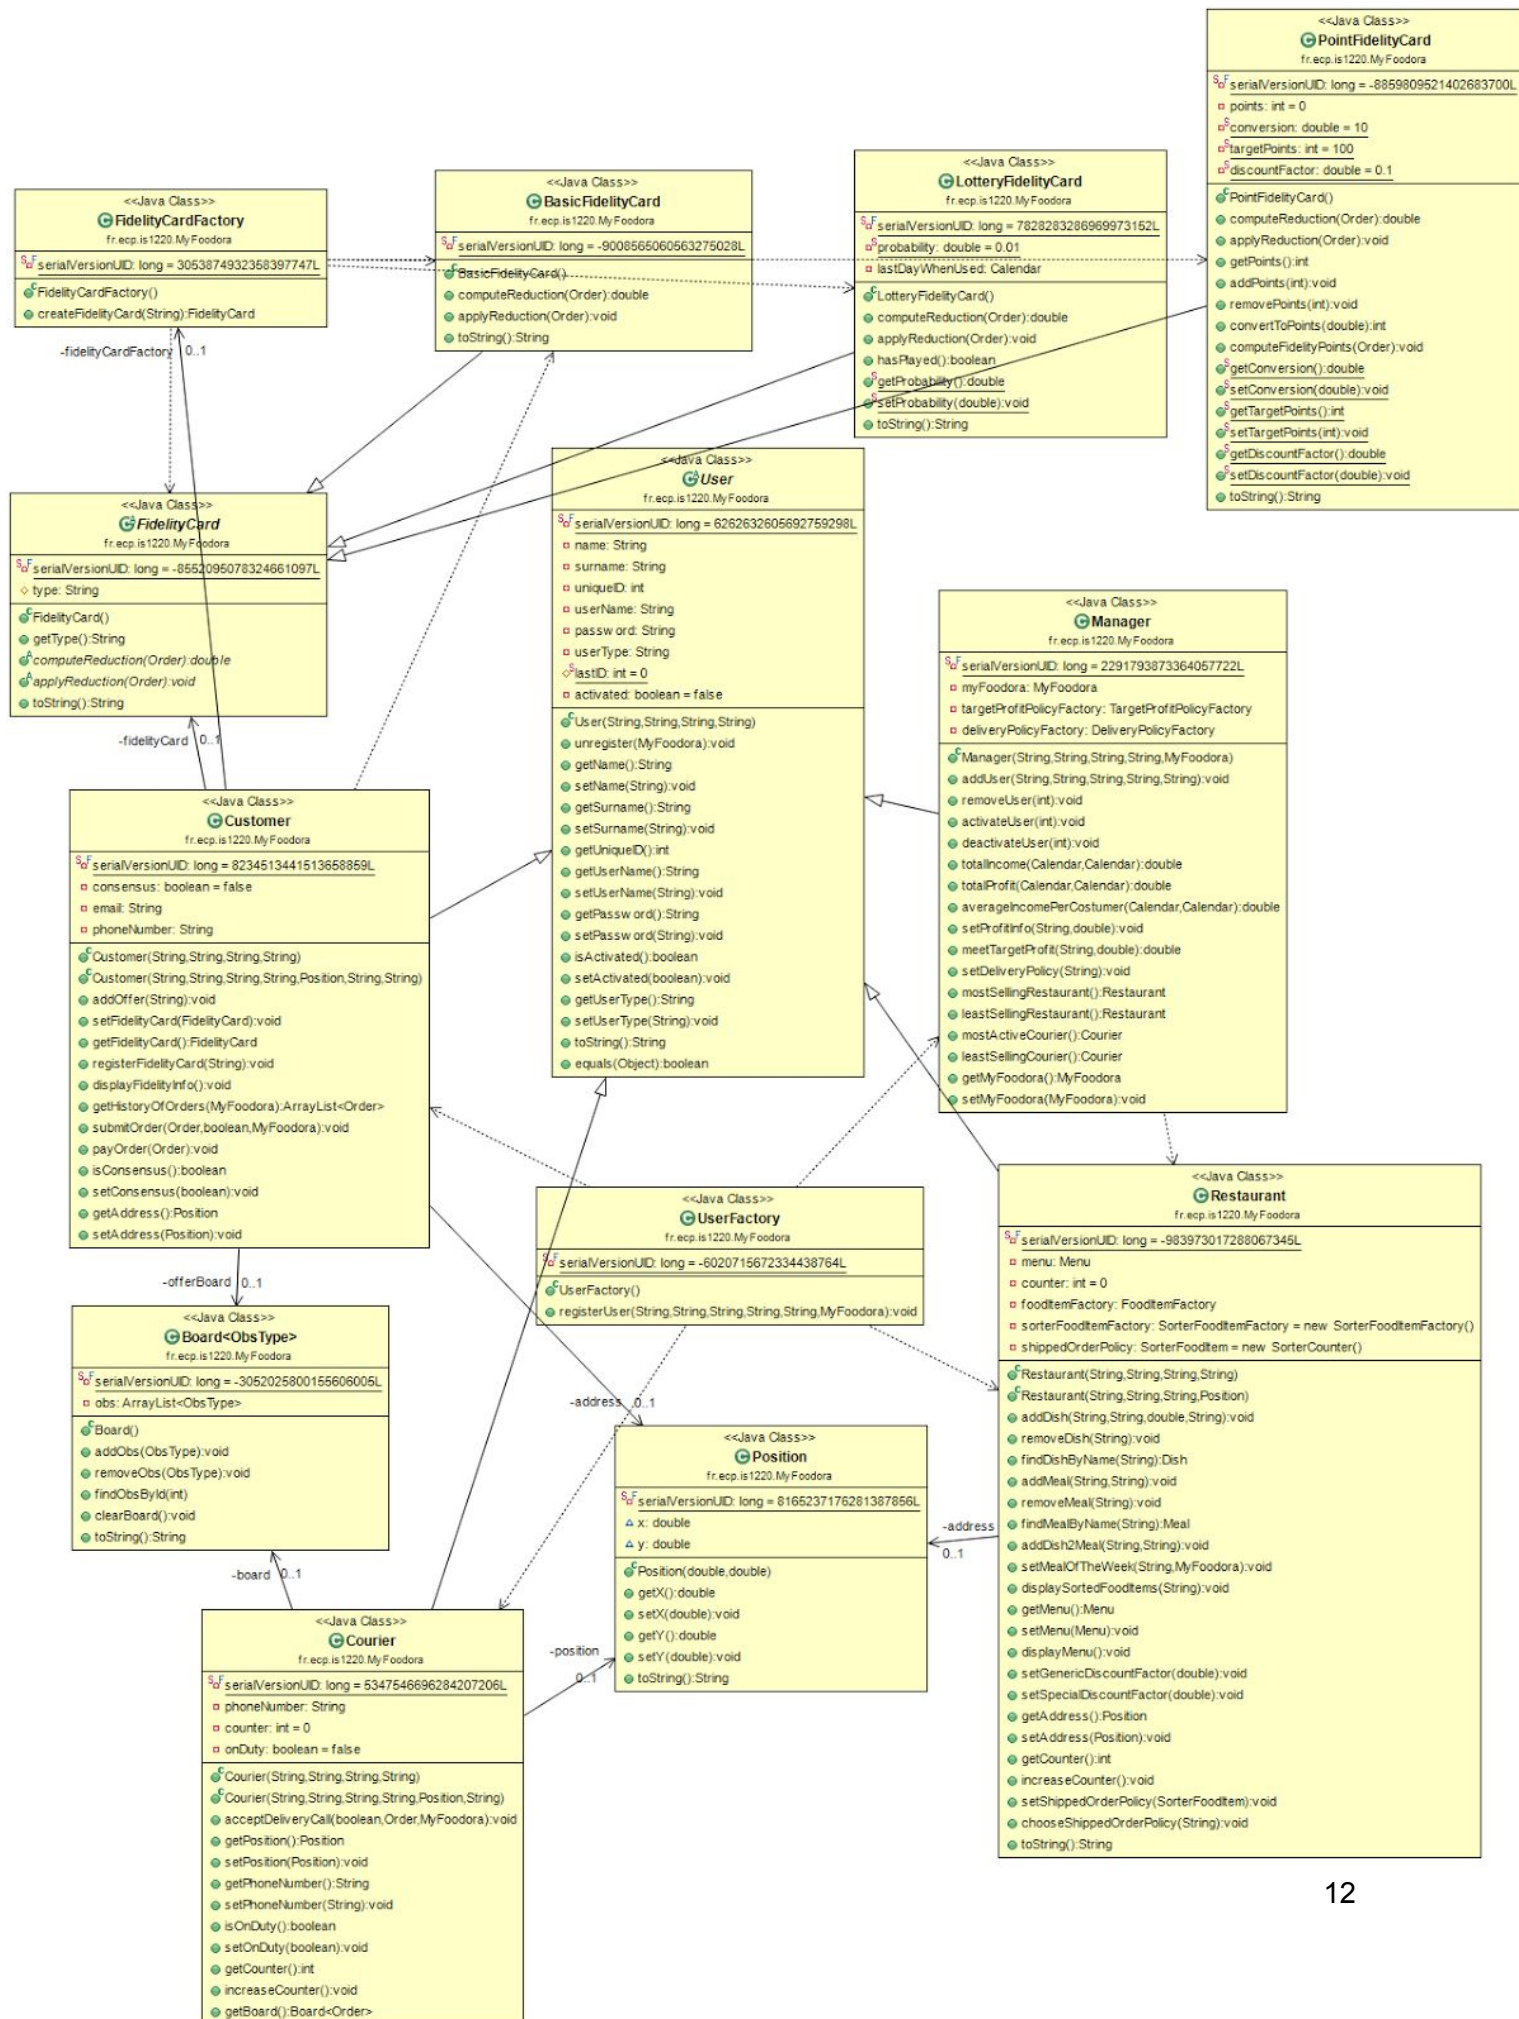 <<Java Class>>
PointFidelityCard
fr.ecp.is1220.MyFoodora
serialVersionUID: long = -8859809521402683700L
points: int = 0
conversion: double = 10
targetPoints: int = 100
discountFactor: double = 0.1
PointFidelityCard()
computeReduction(Order):double
applyReduction(Order):void
getPoints():int
addPoints(int):void
removePoints(int):void
convertToPoints(double):int
computeFidelityPoints(Order):void
getConversion():double
setConversion(double):void
getTargetPoints():int
setTargetPoints(int):void
getDiscountFactor():double
setDiscountFactor(double):void
toString():String
<<Java Class>>
LotteryFidelityCard
fr.ecp.is1220.MyFoodora
serialVersionUID: long = 7828283286969973152L
probability: double = 0.01
lastDayWhenUsed: Calendar
LotteryFidelityCard()
computeReduction(Order):double
applyReduction(Order):void
hasPlayed():boolean
getProbability():double
setProbability(double):void
toString():String
<<Java Class>>
BasicFidelityCard
fr.ecp.is1220.MyFoodora
serialVersionUID: long = -9008565060563275028L
BasicFidelityCard()
computeReduction(Order):double
applyReduction(Order):void
toString():String
<<Java Class>>
FidelityCardFactory
fr.ecp.is1220.MyFoodora
serialVersionUID: long = 3053874932358397747L
FidelityCardFactory()
createFidelityCard(String):FidelityCard
-fidelityCardFactory 0..1
<<Java Class>>
FidelityCard
fr.ecp.is1220.MyFoodora
serialVersionUID: long = -8552095078324661097L
type: String
FidelityCard()
getType():String
computeReduction(Order):double
applyReduction(Order):void
toString():String
-fidelityCard 0..1
<<Java Class>>
User
fr.ecp.is1220.MyFoodora
serialVersionUID: long = 6262632605692759298L
name: String
surname: String
uniqueID: int
userName: String
password: String
userType: String
lastID: int = 0
activated: boolean = false
User(String,String,String,String)
unregister(MyFoodora):void
getName():String
setName(String):void
getSurname():String
setSurname(String):void
getUniqueID():int
getUserName():String
setUserName(String):void
getPassword():String
setPassword(String):void
isActivated():boolean
setActivated(boolean):void
getUserType():String
setUserType(String):void
toString():String
equals(Object):boolean
<<Java Class>>
Manager
fr.ecp.is1220.MyFoodora
serialVersionUID: long = 2291793873364057722L
myFoodora: MyFoodora
targetProfitPolicyFactory: TargetProfitPolicyFactory
deliveryPolicyFactory: DeliveryPolicyFactory
Manager(String,String,String,String,MyFoodora)
addUser(String,String,String,String,String):void
removeUser(int):void
activateUser(int):void
deactivateUser(int):void
totalIncome(Calendar,Calendar):double
totalProfit(Calendar,Calendar):double
averageIncomePerCostumer(Calendar,Calendar):double
setProfitInfo(String,double):void
meetTargetProfit(String,double):double
setDeliveryPolicy(String):void
mostSellingRestaurant():Restaurant
leastSellingRestaurant():Restaurant
mostActiveCourier():Courier
leastSellingCourier():Courier
getMyFoodora():MyFoodora
setMyFoodora(MyFoodora):void
<<Java Class>>
Customer
fr.ecp.is1220.MyFoodora
serialVersionUID: long = 8234513441513658859L
consensus: boolean = false
email: String
phoneNumber: String
Customer(String,String,String,String)
Customer(String,String,String,String,Position,String,String)
addOffer(String):void
setFidelityCard(FidelityCard):void
getFidelityCard():FidelityCard
registerFidelityCard(String):void
displayFidelityInfo():void
getHistoryOfOrders(MyFoodora):ArrayList<Order>
submitOrder(Order,boolean,MyFoodora):void
payOrder(Order):void
isConsensus():boolean
setConsensus(boolean):void
getAddress():Position
setAddress(Position):void
-offerBoard 0..1
<<Java Class>>
UserFactory
fr.ecp.is1220.MyFoodora
serialVersionUID: long = -6020715672334438764L
UserFactory()
registerUser(String,String,String,String,String,MyFoodora):void
<<Java Class>>
Restaurant
fr.ecp.is1220.MyFoodora
serialVersionUID: long = -983973017288067345L
menu: Menu
counter: int = 0
foodItemFactory: FoodItemFactory
sorterFoodItemFactory: SorterFoodItemFactory = new SorterFoodItemFactory()
shippedOrderPolicy: SorterFoodItem = new SorterCounter()
Restaurant(String,String,String,String)
Restaurant(String,String,String,Position)
addDish(String,String,double,String):void
removeDish(String):void
findDishByName(String):Dish
addMeal(String,String):void
removeMeal(String):void
findMealByName(String):Meal
addDish2Meal(String,String):void
setMealOfTheWeek(String,MyFoodora):void
displaySortedFoodItems(String):void
getMenu():Menu
setMenu(Menu):void
displayMenu():void
setGenericDiscountFactor(double):void
setSpecialDiscountFactor(double):void
getAddress():Position
setAddress(Position):void
getCounter():int
increaseCounter():void
setShippedOrderPolicy(SorterFoodItem):void
chooseShippedOrderPolicy(String):void
toString():String
<<Java Class>>
Board<ObsType>
fr.ecp.is1220.MyFoodora
serialVersionUID: long = -3052025800155606005L
obs: ArrayList<ObsType>
Board()
addObs(ObsType):void
removeObs(ObsType):void
findObsById(int)
clearBoard():void
toString():String
-board 0..1
-address 0..1
<<Java Class>>
Position
fr.ecp.is1220.MyFoodora
serialVersionUID: long = 8165237176281387856L
x: double
y: double
Position(double,double)
getX():double
setX(double):void
getY():double
setY(double):void
toString():String
-address
0..1
-position
0..1
<<Java Class>>
Courier
fr.ecp.is1220.MyFoodora
serialVersionUID: long = 5347546696284207206L
phoneNumber: String
counter: int = 0
onDuty: boolean = false
Courier(String,String,String,String)
Courier(String,String,String,String,Position,String)
acceptDeliveryCall(boolean,Order,MyFoodora):void
getPosition():Position
setPosition(Position):void
getPhoneNumber():String
setPhoneNumber(String):void
isOnDuty():boolean
setOnDuty(boolean):void
getCounter():int
increaseCounter():void
getBoard():Board<Order>
12